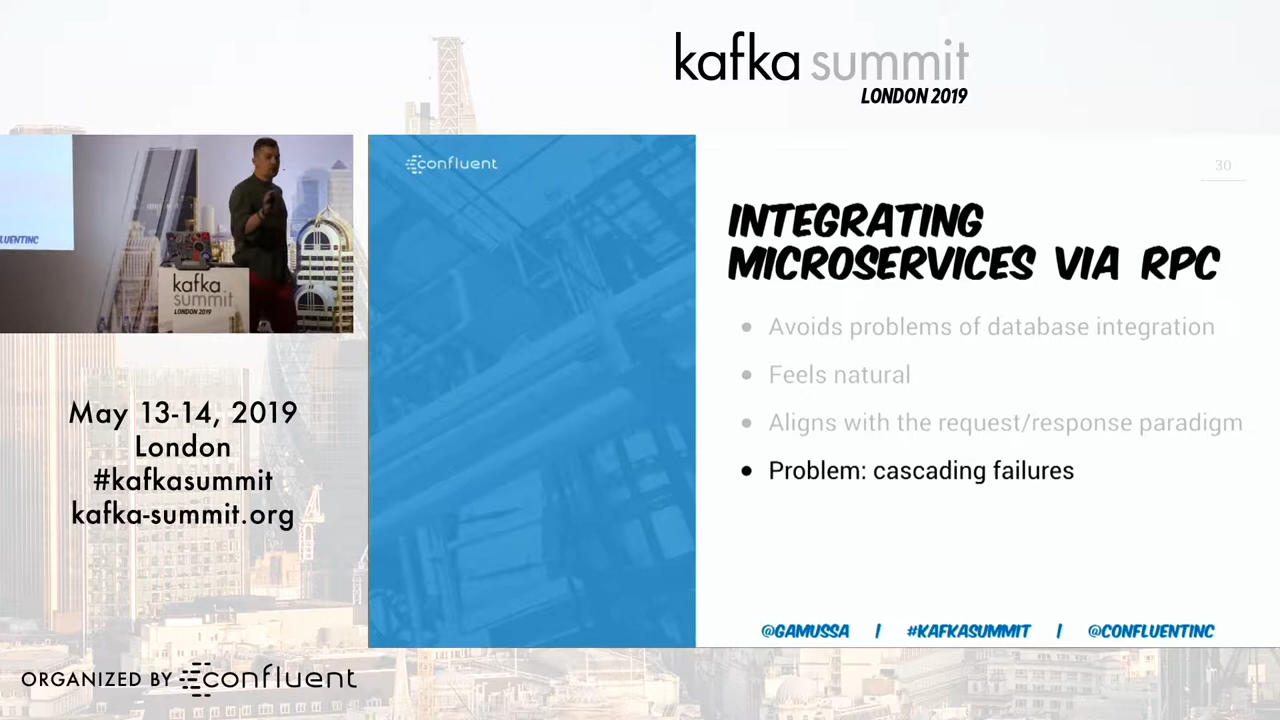 kafka summit
LONDON 2019
LUENTINC
kafka
summit
LONDON 2019
May 13-14, 2019
London
#kafkasummit
kafka-summit.org
ORGANIZED BY confluent
confluent
30
INTEGRATING
MICROSERVICES VIA RPC
• Avoids problems of database integration
• Feels natural
• Aligns with the request/response paradigm
• Problem: cascading failures
@GAMUSSA | #KAFKASUMMIT | @CONFLUENTINC